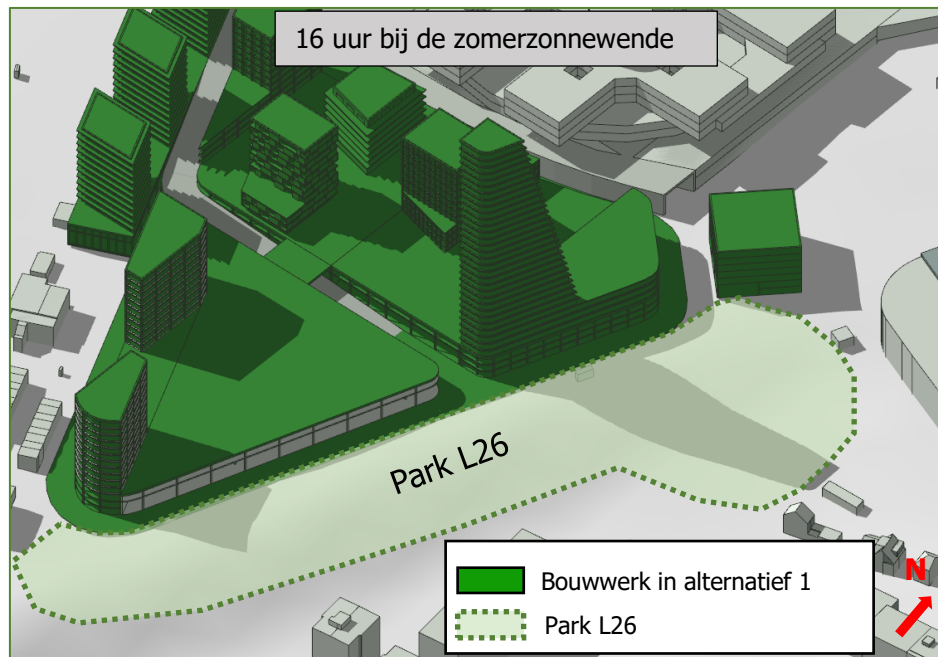 16 uur bij de zomerzonnewende
Park L26
Bouwwerk in alternatief 1
Park L26
N